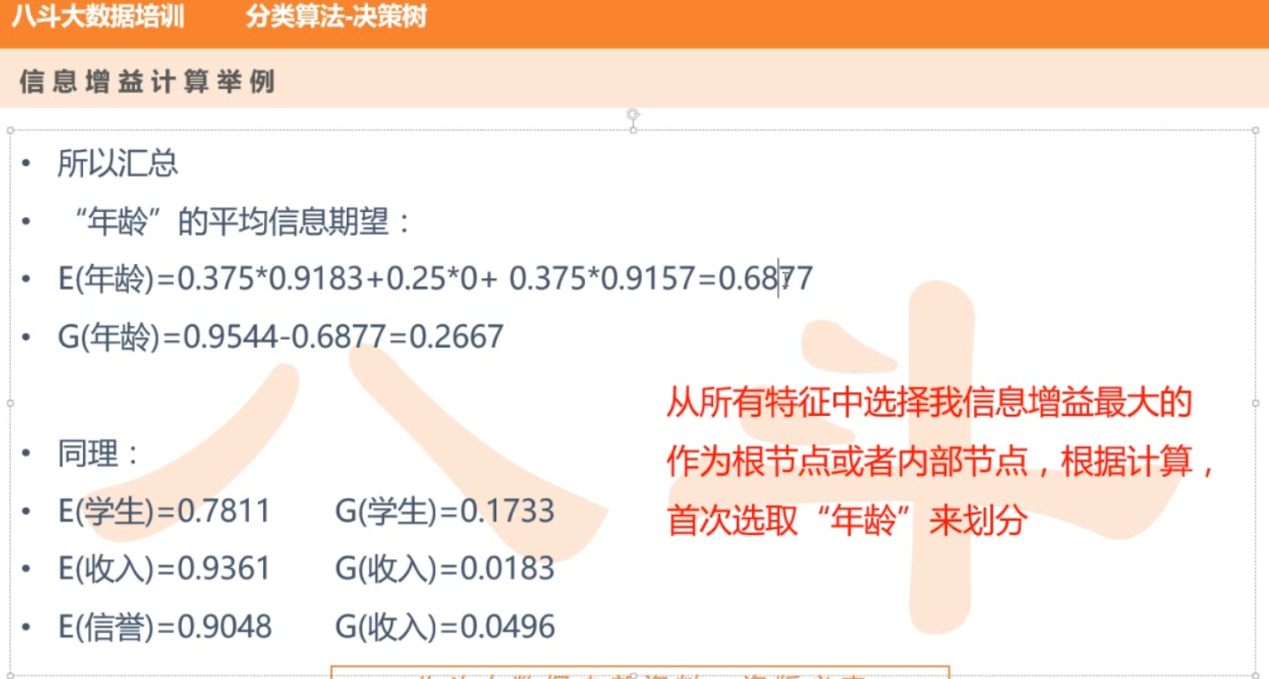 八斗大数据培训 分类算法-决策树
信息增益计算举例
• 所以汇总
• “年龄”的平均信息期望：
• E(年龄)=0.375*0.9183+0.25*0+ 0.375*0.9157=0.6877
• G(年龄)=0.9544-0.6877=0.2667
从所有特征中选择我信息增益最大的
作为根节点或者内部节点，根据计算，
首次选取“年龄”来划分
• 同理：
• E(学生)=0.7811 G(学生)=0.1733
• E(收入)=0.9361 G(收入)=0.0183
• E(信誉)=0.9048 G(收入)=0.0496
八斗